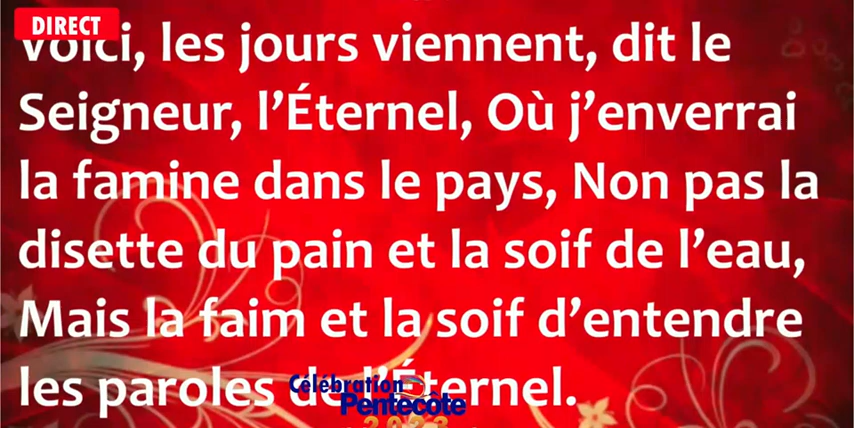 DIRECT
Voici, les jours viennent, dit le
Seigneur, l'Éternel, Où j'enverrai
la famine dans le pays, Non pas la
disette du pain et la soif de l'eau,
Mais la faim et la soif d'entendre
les paroles de l'Éternel.
Célébration
Pentecôte
2023